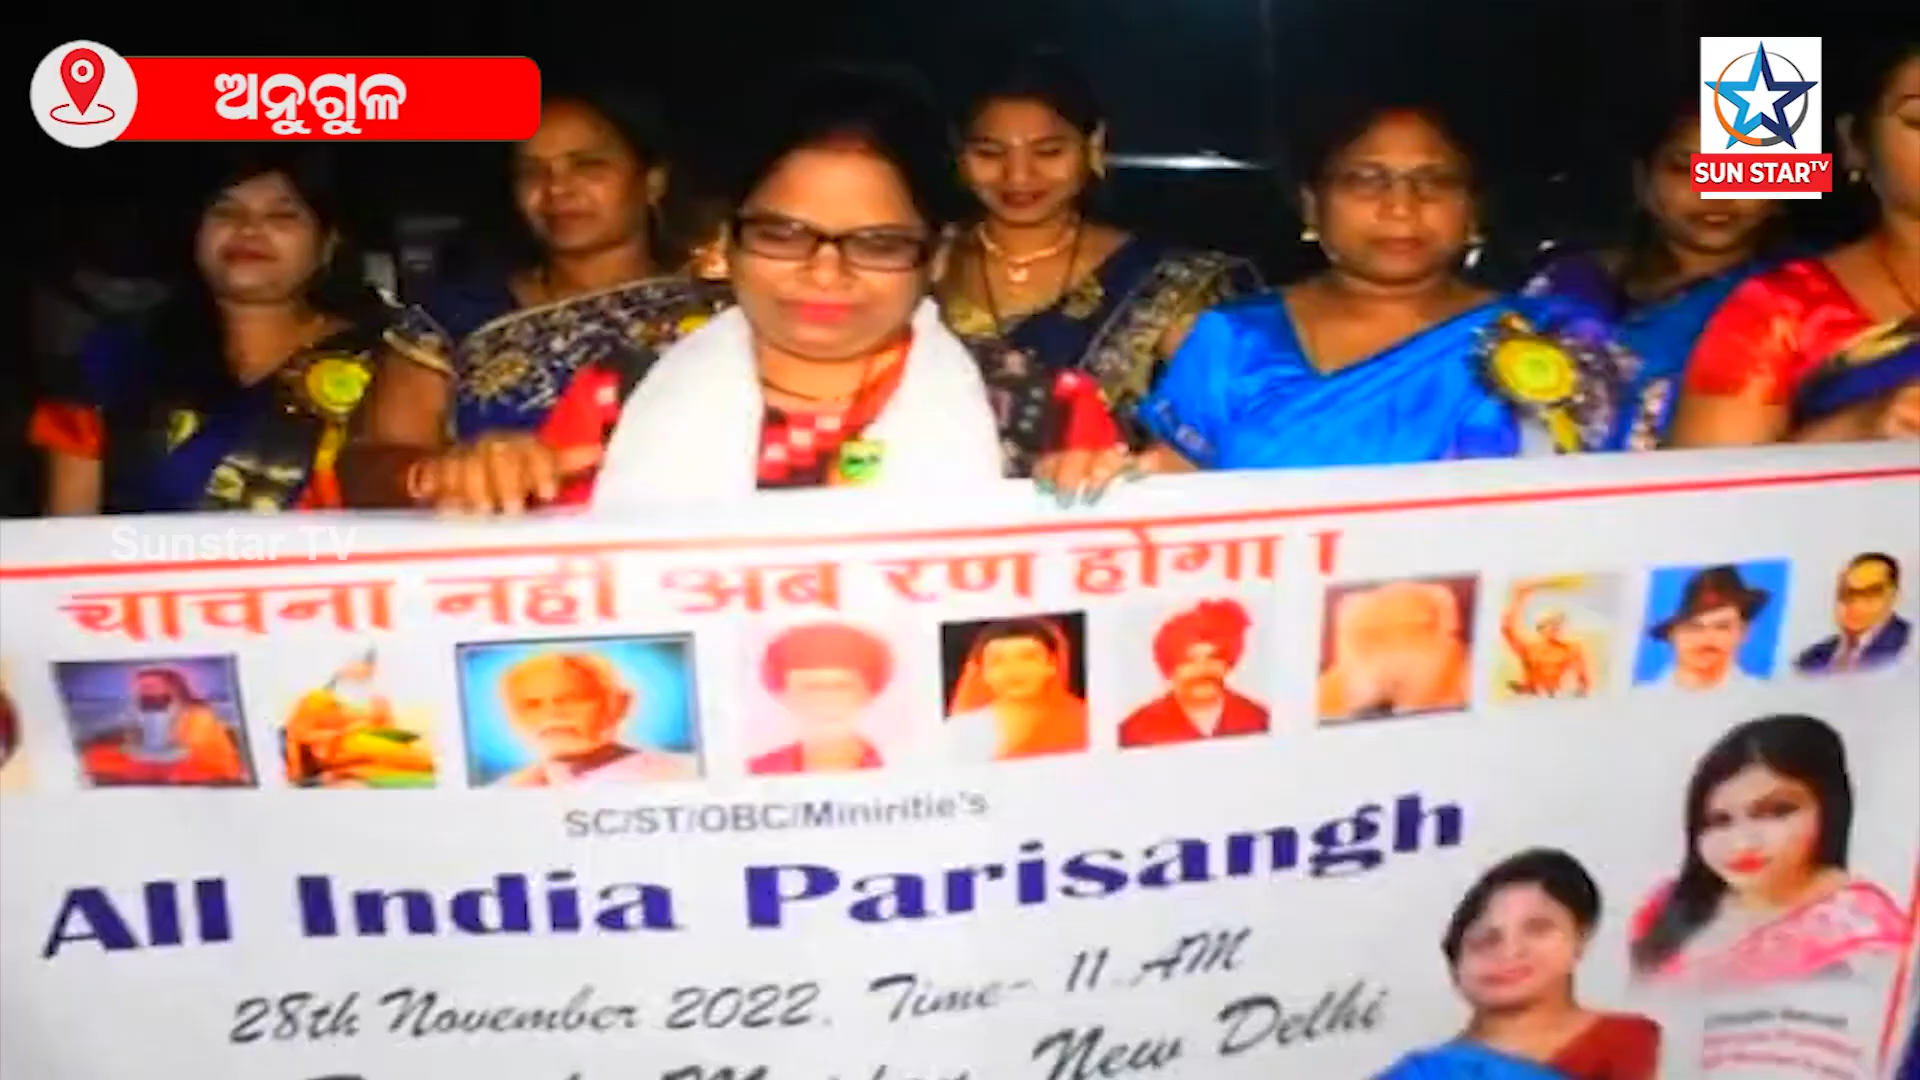 ଅନୁଗୁଳ
SUN STAR TV
Sunstar TV
याचना नहीं अब रण होगा।
SC/ST/OBC/Miniritie's
All India Parisangh
28th November 2022. Time- 11.AM
New Delhi